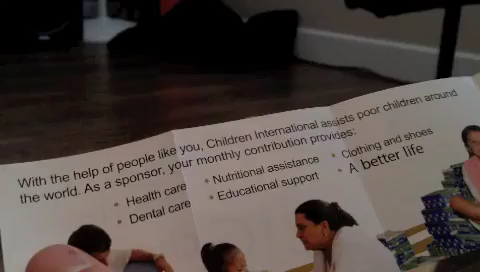 With the help of people like you, Children International assists poor children around
the world. As a sponsor, your monthly contribution provides:
• Health care • Nutritional assistance • Clothing and shoes
• Dental care • Educational support • A better life